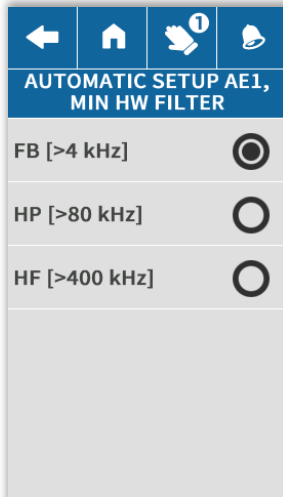 1
AUTOMATIC SETUP AE1,
MIN HW FILTER
FB [>4 kHz]
HP [>80 kHz]
HF [>400 kHz]